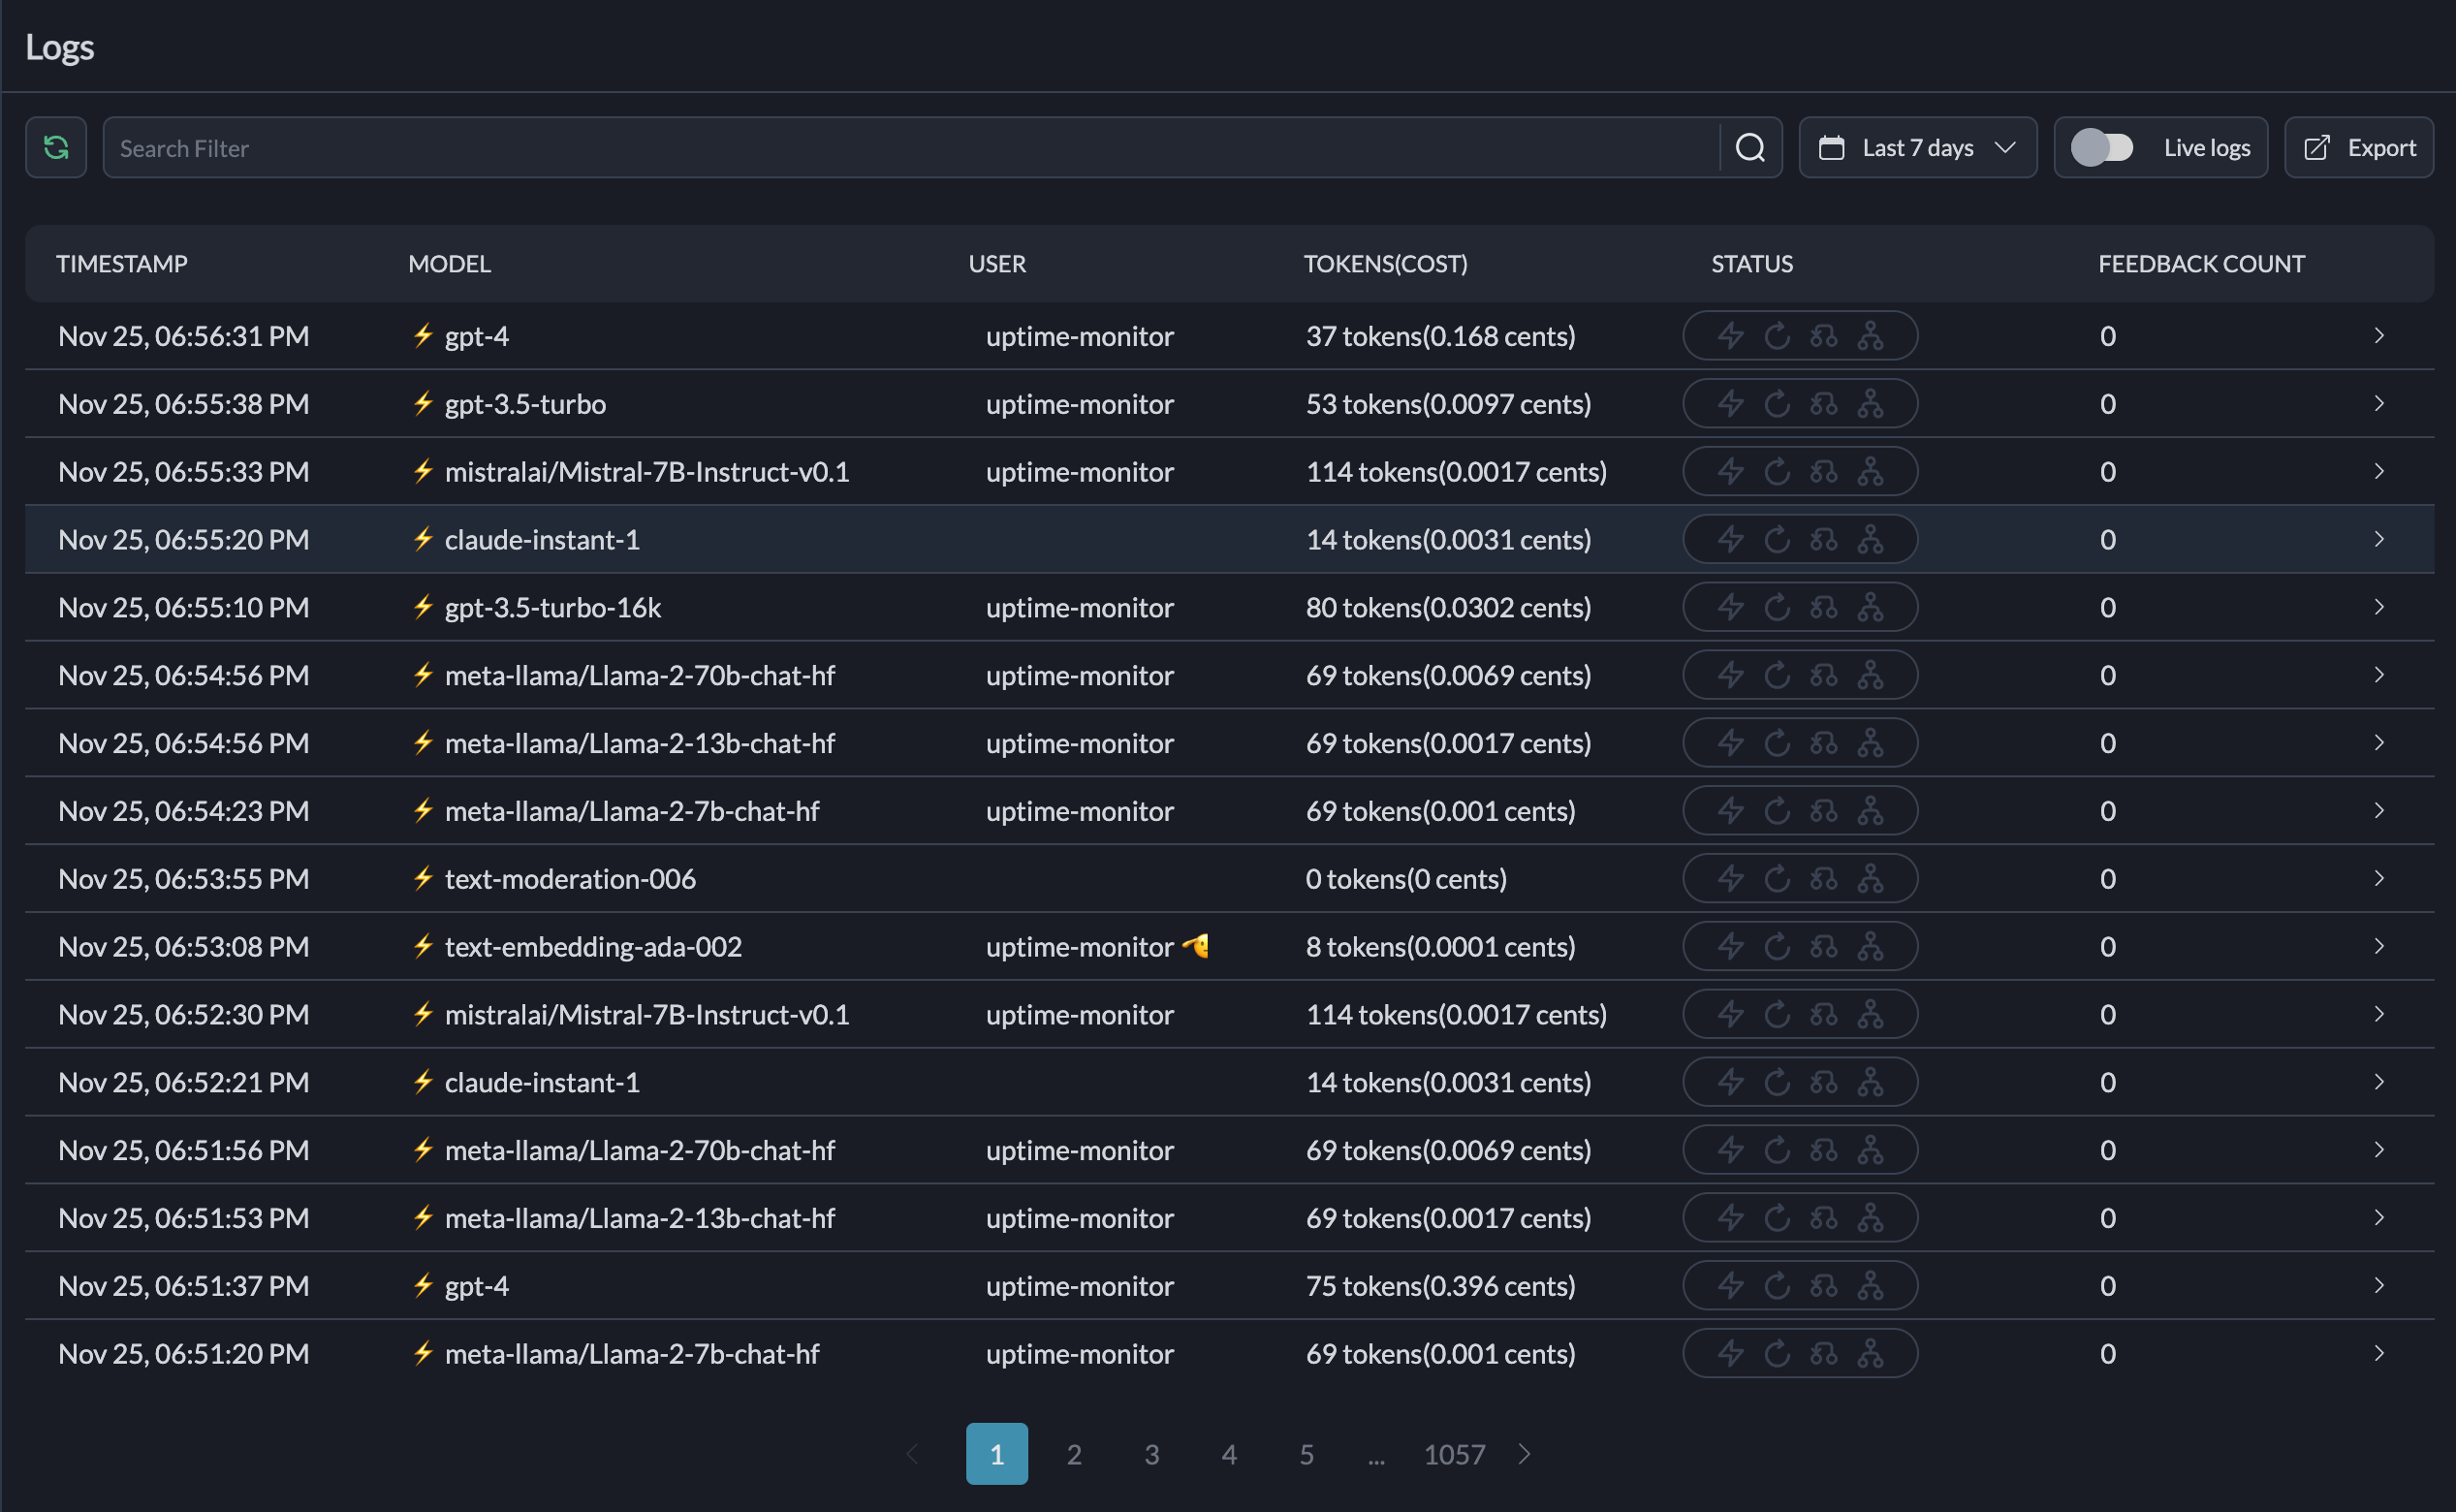 Logs
Search Filter Last 7 days Live logs Export
TIMESTAMP MODEL USER TOKENS(COST) STATUS FEEDBACK COUNT
Nov 25, 06:56:31 PM ⚡ gpt-4 uptime-monitor 37 tokens(0.168 cents) 0
Nov 25, 06:55:38 PM ⚡ gpt-3.5-turbo uptime-monitor 53 tokens(0.0097 cents) 0
Nov 25, 06:55:33 PM ⚡ mistralai/Mistral-7B-Instruct-v0.1 uptime-monitor 114 tokens(0.0017 cents) 0
Nov 25, 06:55:20 PM ⚡ claude-instant-1 14 tokens(0.0031 cents) 0
Nov 25, 06:55:10 PM ⚡ gpt-3.5-turbo-16k uptime-monitor 80 tokens(0.0302 cents) 0
Nov 25, 06:54:56 PM ⚡ meta-llama/Llama-2-70b-chat-hf uptime-monitor 69 tokens(0.0069 cents) 0
Nov 25, 06:54:56 PM ⚡ meta-llama/Llama-2-13b-chat-hf uptime-monitor 69 tokens(0.0017 cents) 0
Nov 25, 06:54:23 PM ⚡ meta-llama/Llama-2-7b-chat-hf uptime-monitor 69 tokens(0.001 cents) 0
Nov 25, 06:53:55 PM ⚡ text-moderation-006 0 tokens(0 cents) 0
Nov 25, 06:53:08 PM ⚡ text-embedding-ada-002 uptime-monitor 8 tokens(0.0001 cents) 0
Nov 25, 06:52:30 PM ⚡ mistralai/Mistral-7B-Instruct-v0.1 uptime-monitor 114 tokens(0.0017 cents) 0
Nov 25, 06:52:21 PM ⚡ claude-instant-1 14 tokens(0.0031 cents) 0
Nov 25, 06:51:56 PM ⚡ meta-llama/Llama-2-70b-chat-hf uptime-monitor 69 tokens(0.0069 cents) 0
Nov 25, 06:51:53 PM ⚡ meta-llama/Llama-2-13b-chat-hf uptime-monitor 69 tokens(0.0017 cents) 0
Nov 25, 06:51:37 PM ⚡ gpt-4 uptime-monitor 75 tokens(0.396 cents) 0
Nov 25, 06:51:20 PM ⚡ meta-llama/Llama-2-7b-chat-hf uptime-monitor 69 tokens(0.001 cents) 0
1 2 3 4 5 ... 1057